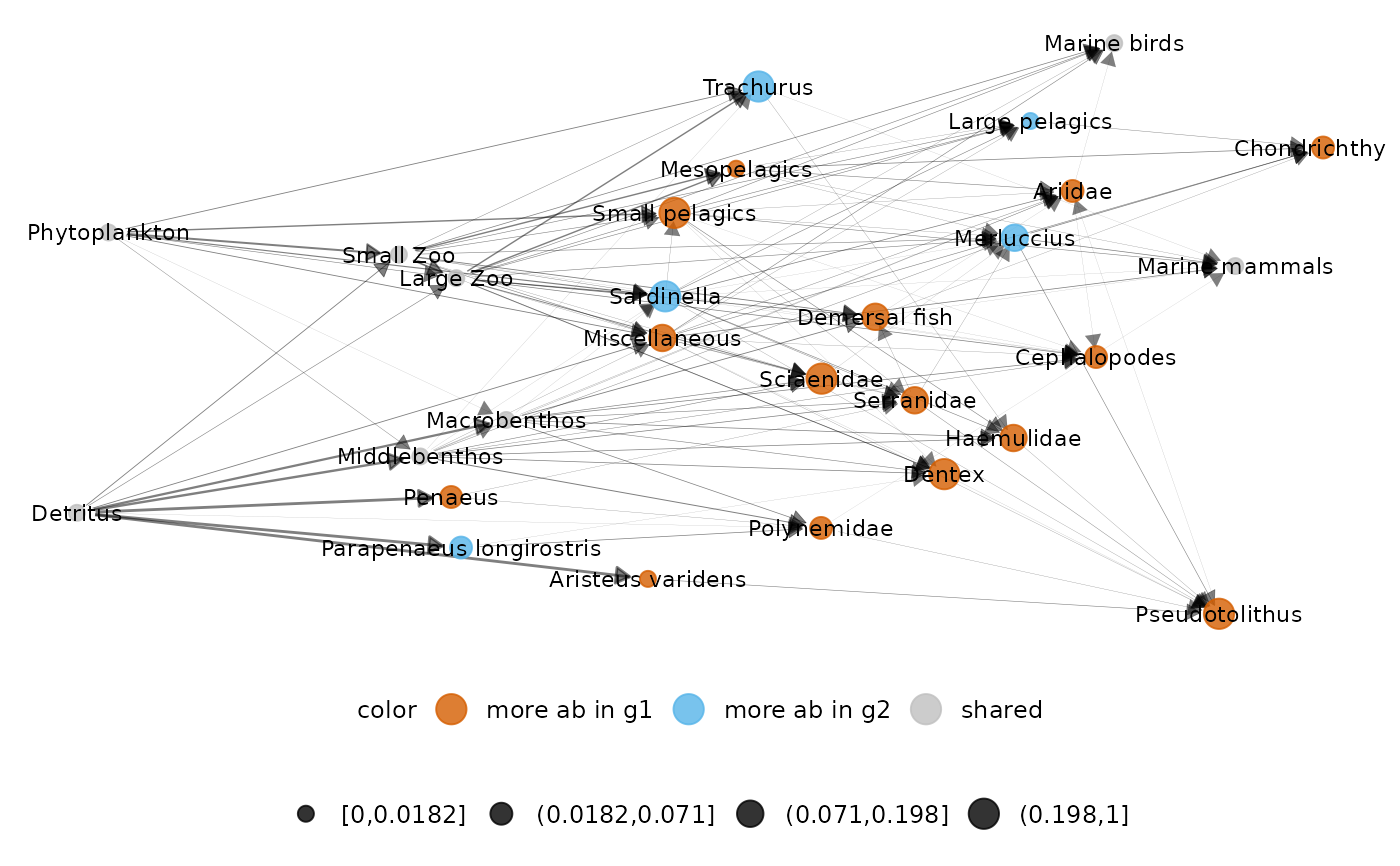 Marine birds
Trachurus
Large pelagics
Chondrichthy
Mesopelagics
Ariidae
Small pelagics
Phytoplankton
Merluccius
Small Zoo
Marine mammals
Large Zoo
Sardinella
Demersal fish
Miscellaneous
Cephalopodes
Sciaenidae
Serranidae
Macrobenthos
Haemulidae
Middlebenthos
Dentex
Penaeus
Detritus
Polynemidae
Parapenaeus longirostris
Aristeus varidens
Pseudotolithus
color more ab in g1 more ab in g2 shared
[0,0.0182] (0.0182,0.071] (0.071,0.198] (0.198,1]